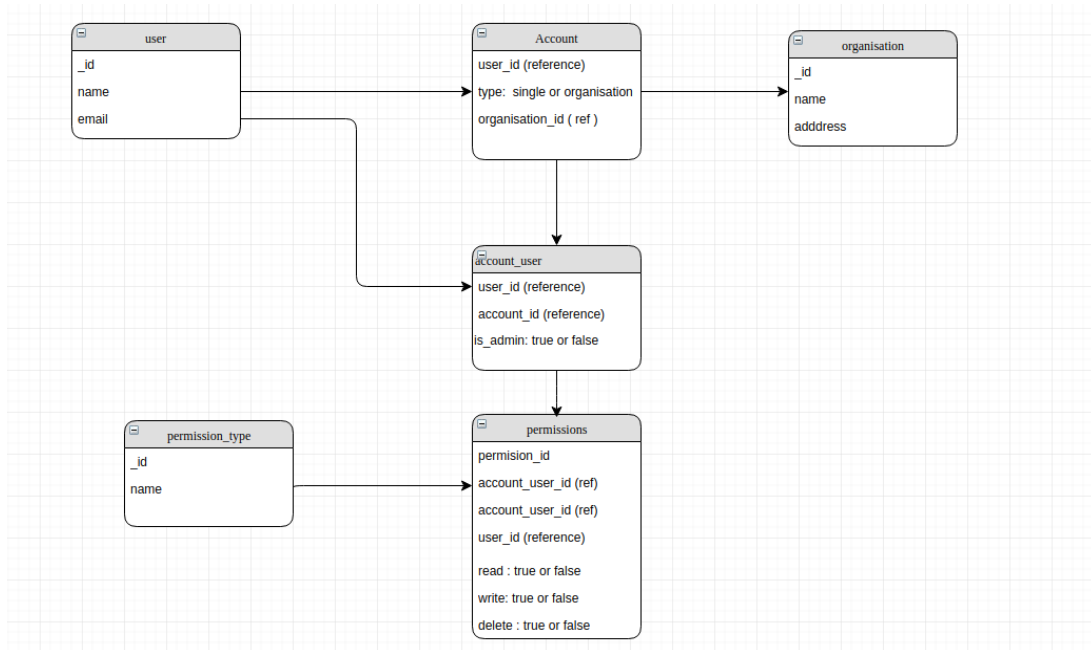 user
_id
name
email
Account
user_id (reference)
type:  single or organisation
organisation_id ( ref )
organisation
_id
name
adddress
account_user
user_id (reference)
account_id (reference)
is_admin: true or false
permission_type
_id
name
permissions
permision_id
account_user_id (ref)
account_user_id (ref)
user_id (reference)
read : true or false
write: true or false
delete : true or false